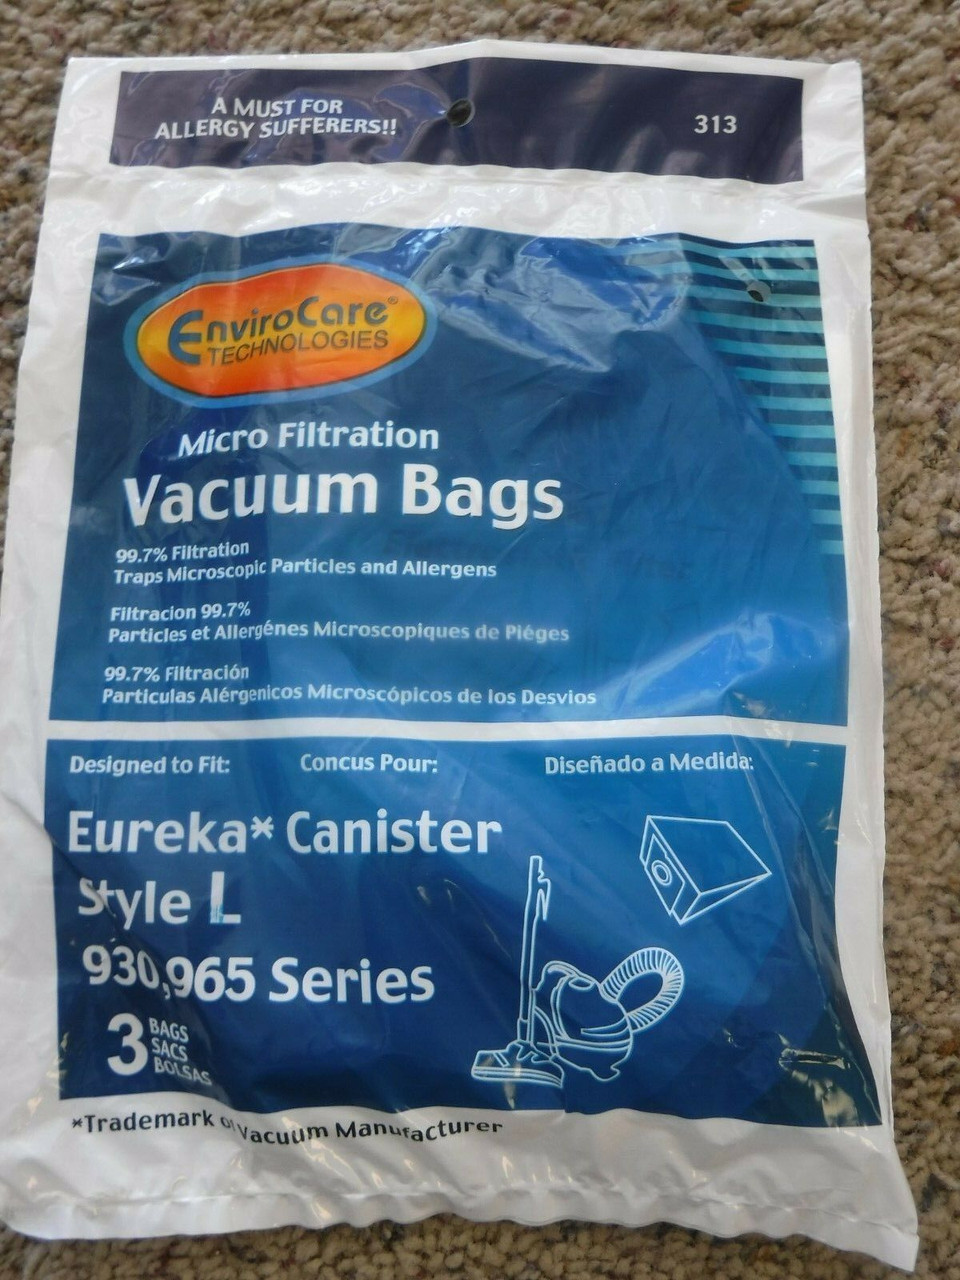 A MUST FOR
ALLERGY SUFFERERS!!
313
EnviroCare®
TECHNOLOGIES
Micro Filtration
Vacuum Bags
99.7% Filtration
Traps Microscopic Particles and Allergens
Filtracion 99.7%
Particles et Allergénes Microscopiques de Piéges
99.7% Filtración
Particulas Alérgenicos Microscópicos de los Desvios
Designed to Fit:
Concus Pour:
Diseñado a Medida:
Eureka* Canister
Style L
930,965 Series
3 BAGS
SACS
BOLSAS
*Trademark of Vacuum Manufacturer